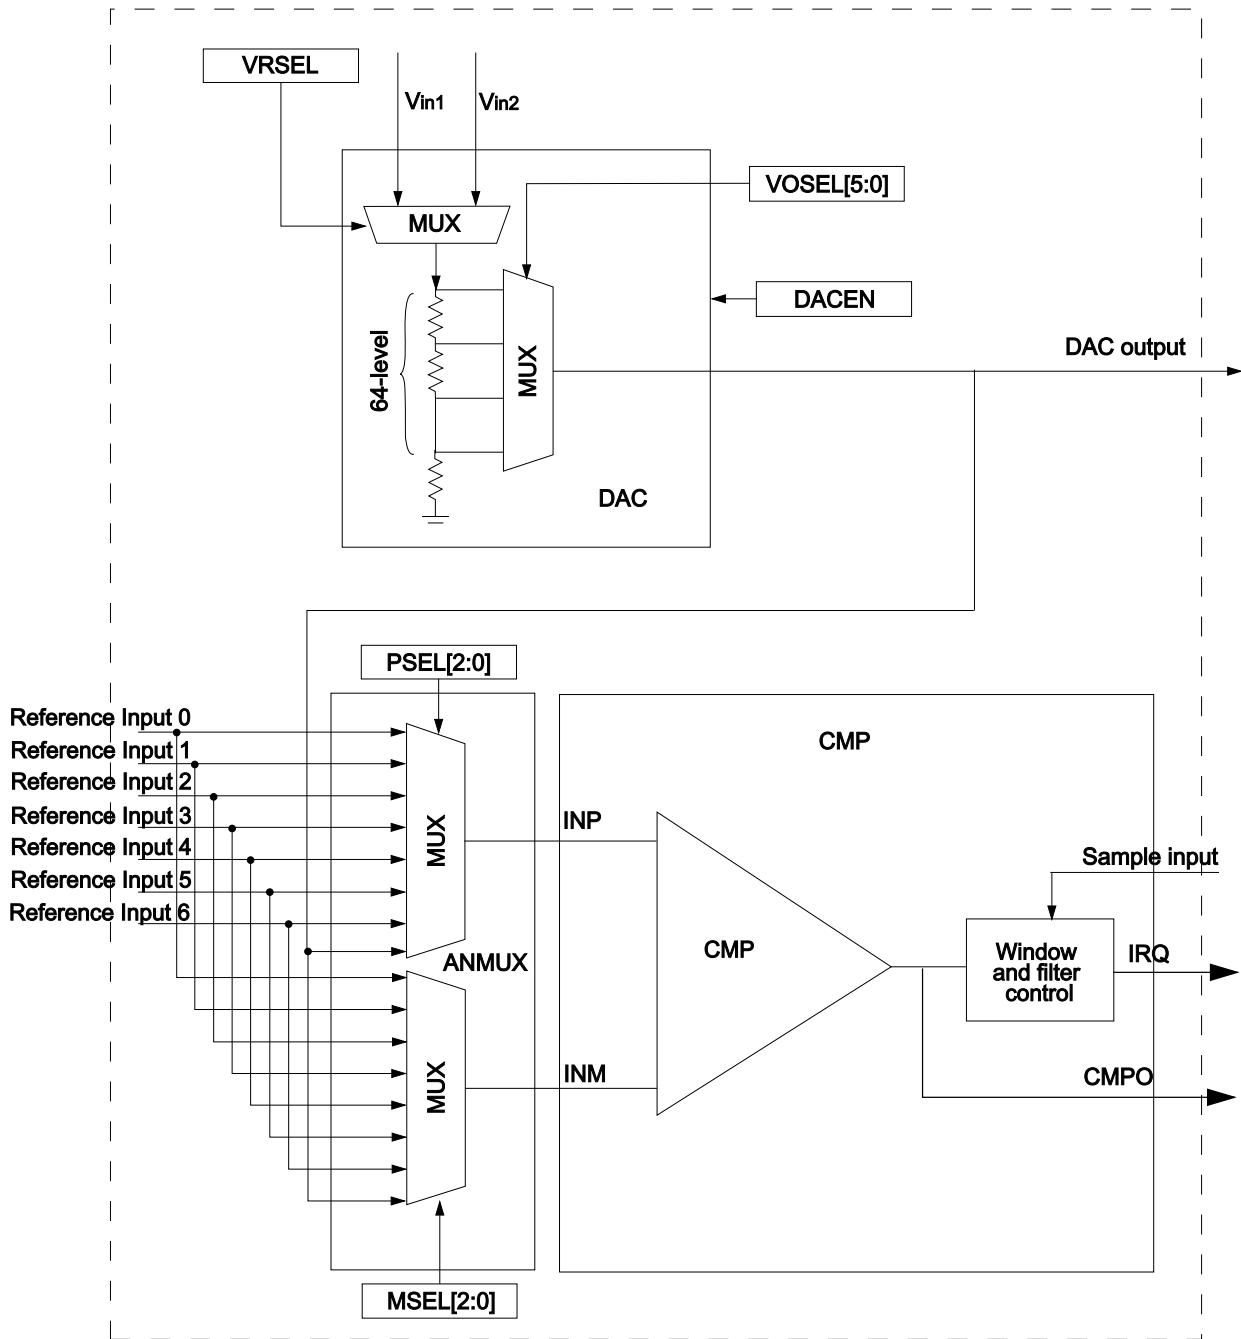 VRSEL
Vin1
Vin2
VOSEL[5:0]
MUX
DACEN
64-level
MUX
DAC output
DAC
PSEL[2:0]
Reference Input 0
Reference Input 1
Reference Input 2
Reference Input 3
Reference Input 4
Reference Input 5
Reference Input 6
MUX
ANMUX
MUX
MSEL[2:0]
CMP
INP
INM
CMP
Sample input
Window
and filter
control
IRQ
CMPO